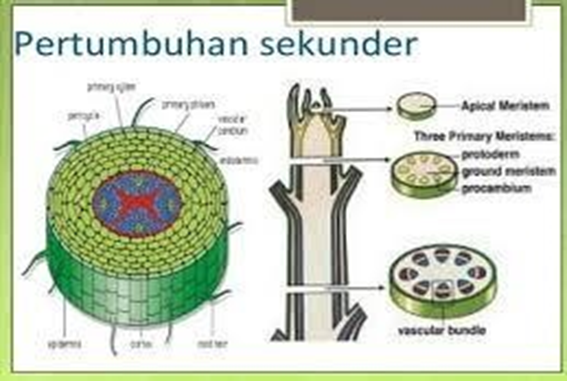 Pertumbuhan sekunder
primary xylem
primary phloem
pericycle
vascular
cambium
endodermis
epidermis
cortex
root hair
Apical Meristem
Three Primary Meristems:
protoderm
ground meristem
procambium
vascular bundle